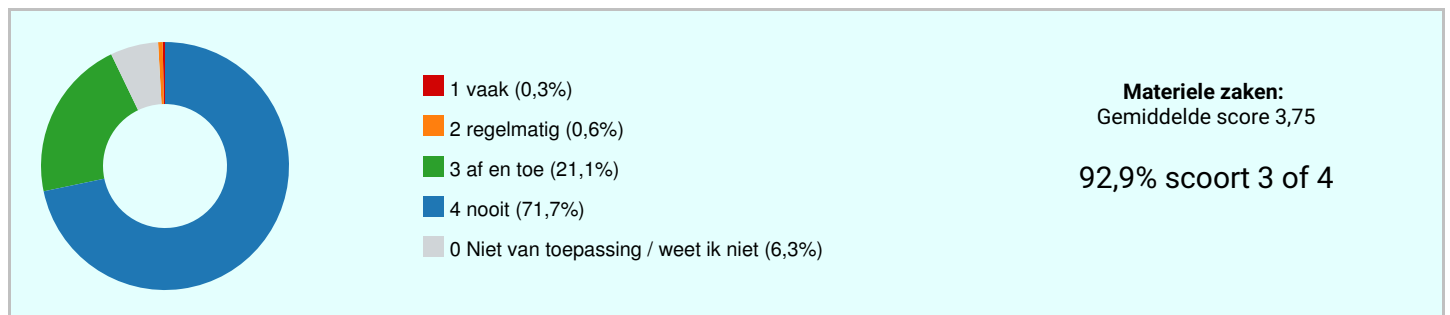 1 vaak (0,3%)
2 regelmatig (0,6%)
3 af en toe (21,1%)
4 nooit (71,7%)
0 Niet van toepassing / weet ik niet (6,3%)
Materiele zaken:
Gemiddelde score 3,75
92,9% scoort 3 of 4